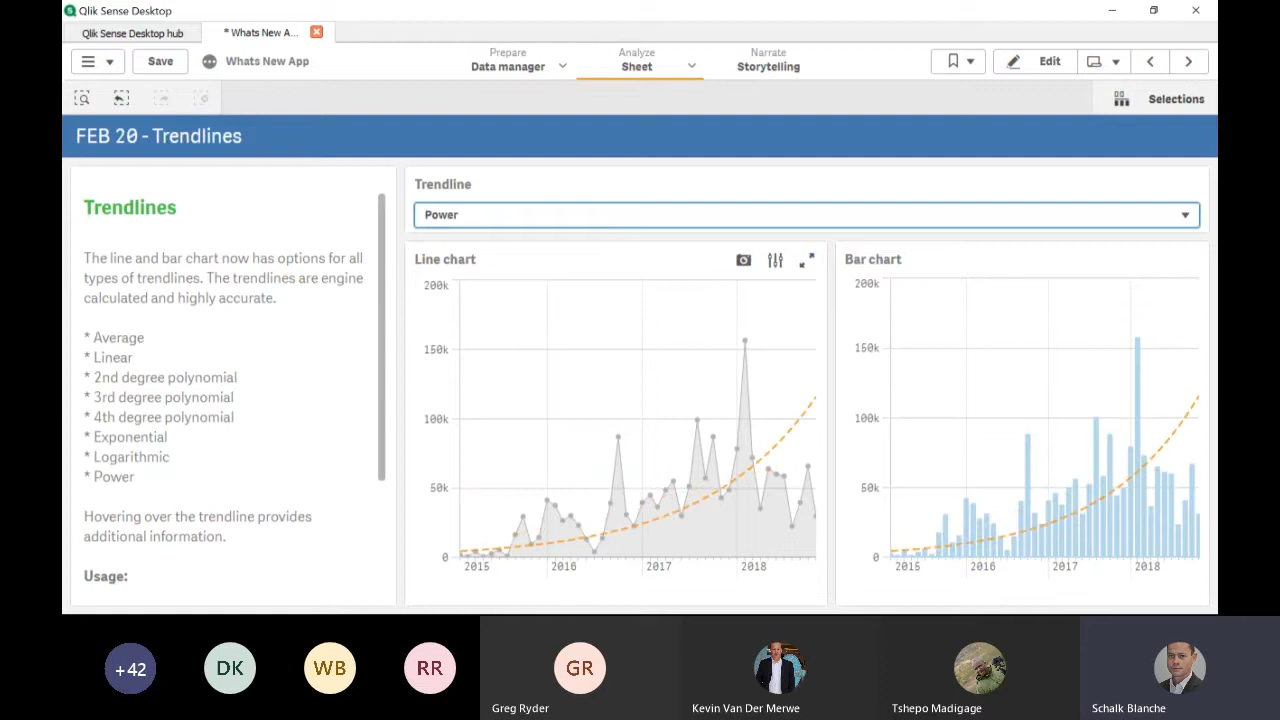 Qlik Sense Desktop
Qlik Sense Desktop hub
* Whats New A...
Save
Whats New App
Prepare
Data manager
Analyze
Sheet
Narrate
Storytelling
Edit
Selections
FEB 20 - Trendlines
Trendlines
The line and bar chart now has options for all
types of trendlines. The trendlines are engine
calculated and highly accurate.
* Average
* Linear
* 2nd degree polynomial
* 3rd degree polynomial
* 4th degree polynomial
* Exponential
* Logarithmic
* Power
Hovering over the trendline provides
additional information.
Usage:
Trendline
Power
Line chart
200k
150k
100k
50k
0
2015 2016 2017 2018
Bar chart
200k
150k
100k
50k
0
2015 2016 2017 2018
+42
DK
WB
RR
GR
Greg Ryder
Kevin Van Der Merwe
Tshepo Madigage
Schalk Blanche